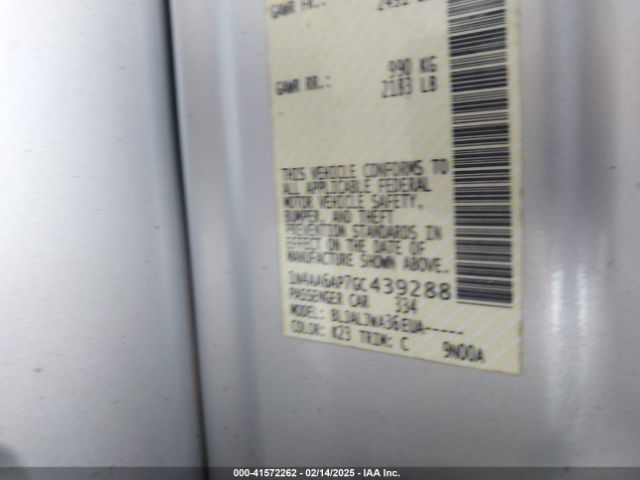 GAWR FR.:
990 KG
GAWR RR.: 2183 LB
THIS VEHICLE CONFORMS TO
ALL APPLICABLE FEDERAL
MOTOR VEHICLE SAFETY,
BUMPER, AND THEFT
PREVENTION STANDARDS IN
EFFECT ON THE DATE OF
MANUFACTURE SHOWN ABOVE.
1N4AA6AP7GC439288
PASSENGER CAR 334
MODEL:
COLOR: K23 TRIM: C 9N00A
000-41572262 - 02/14/2025 - IAA Inc.